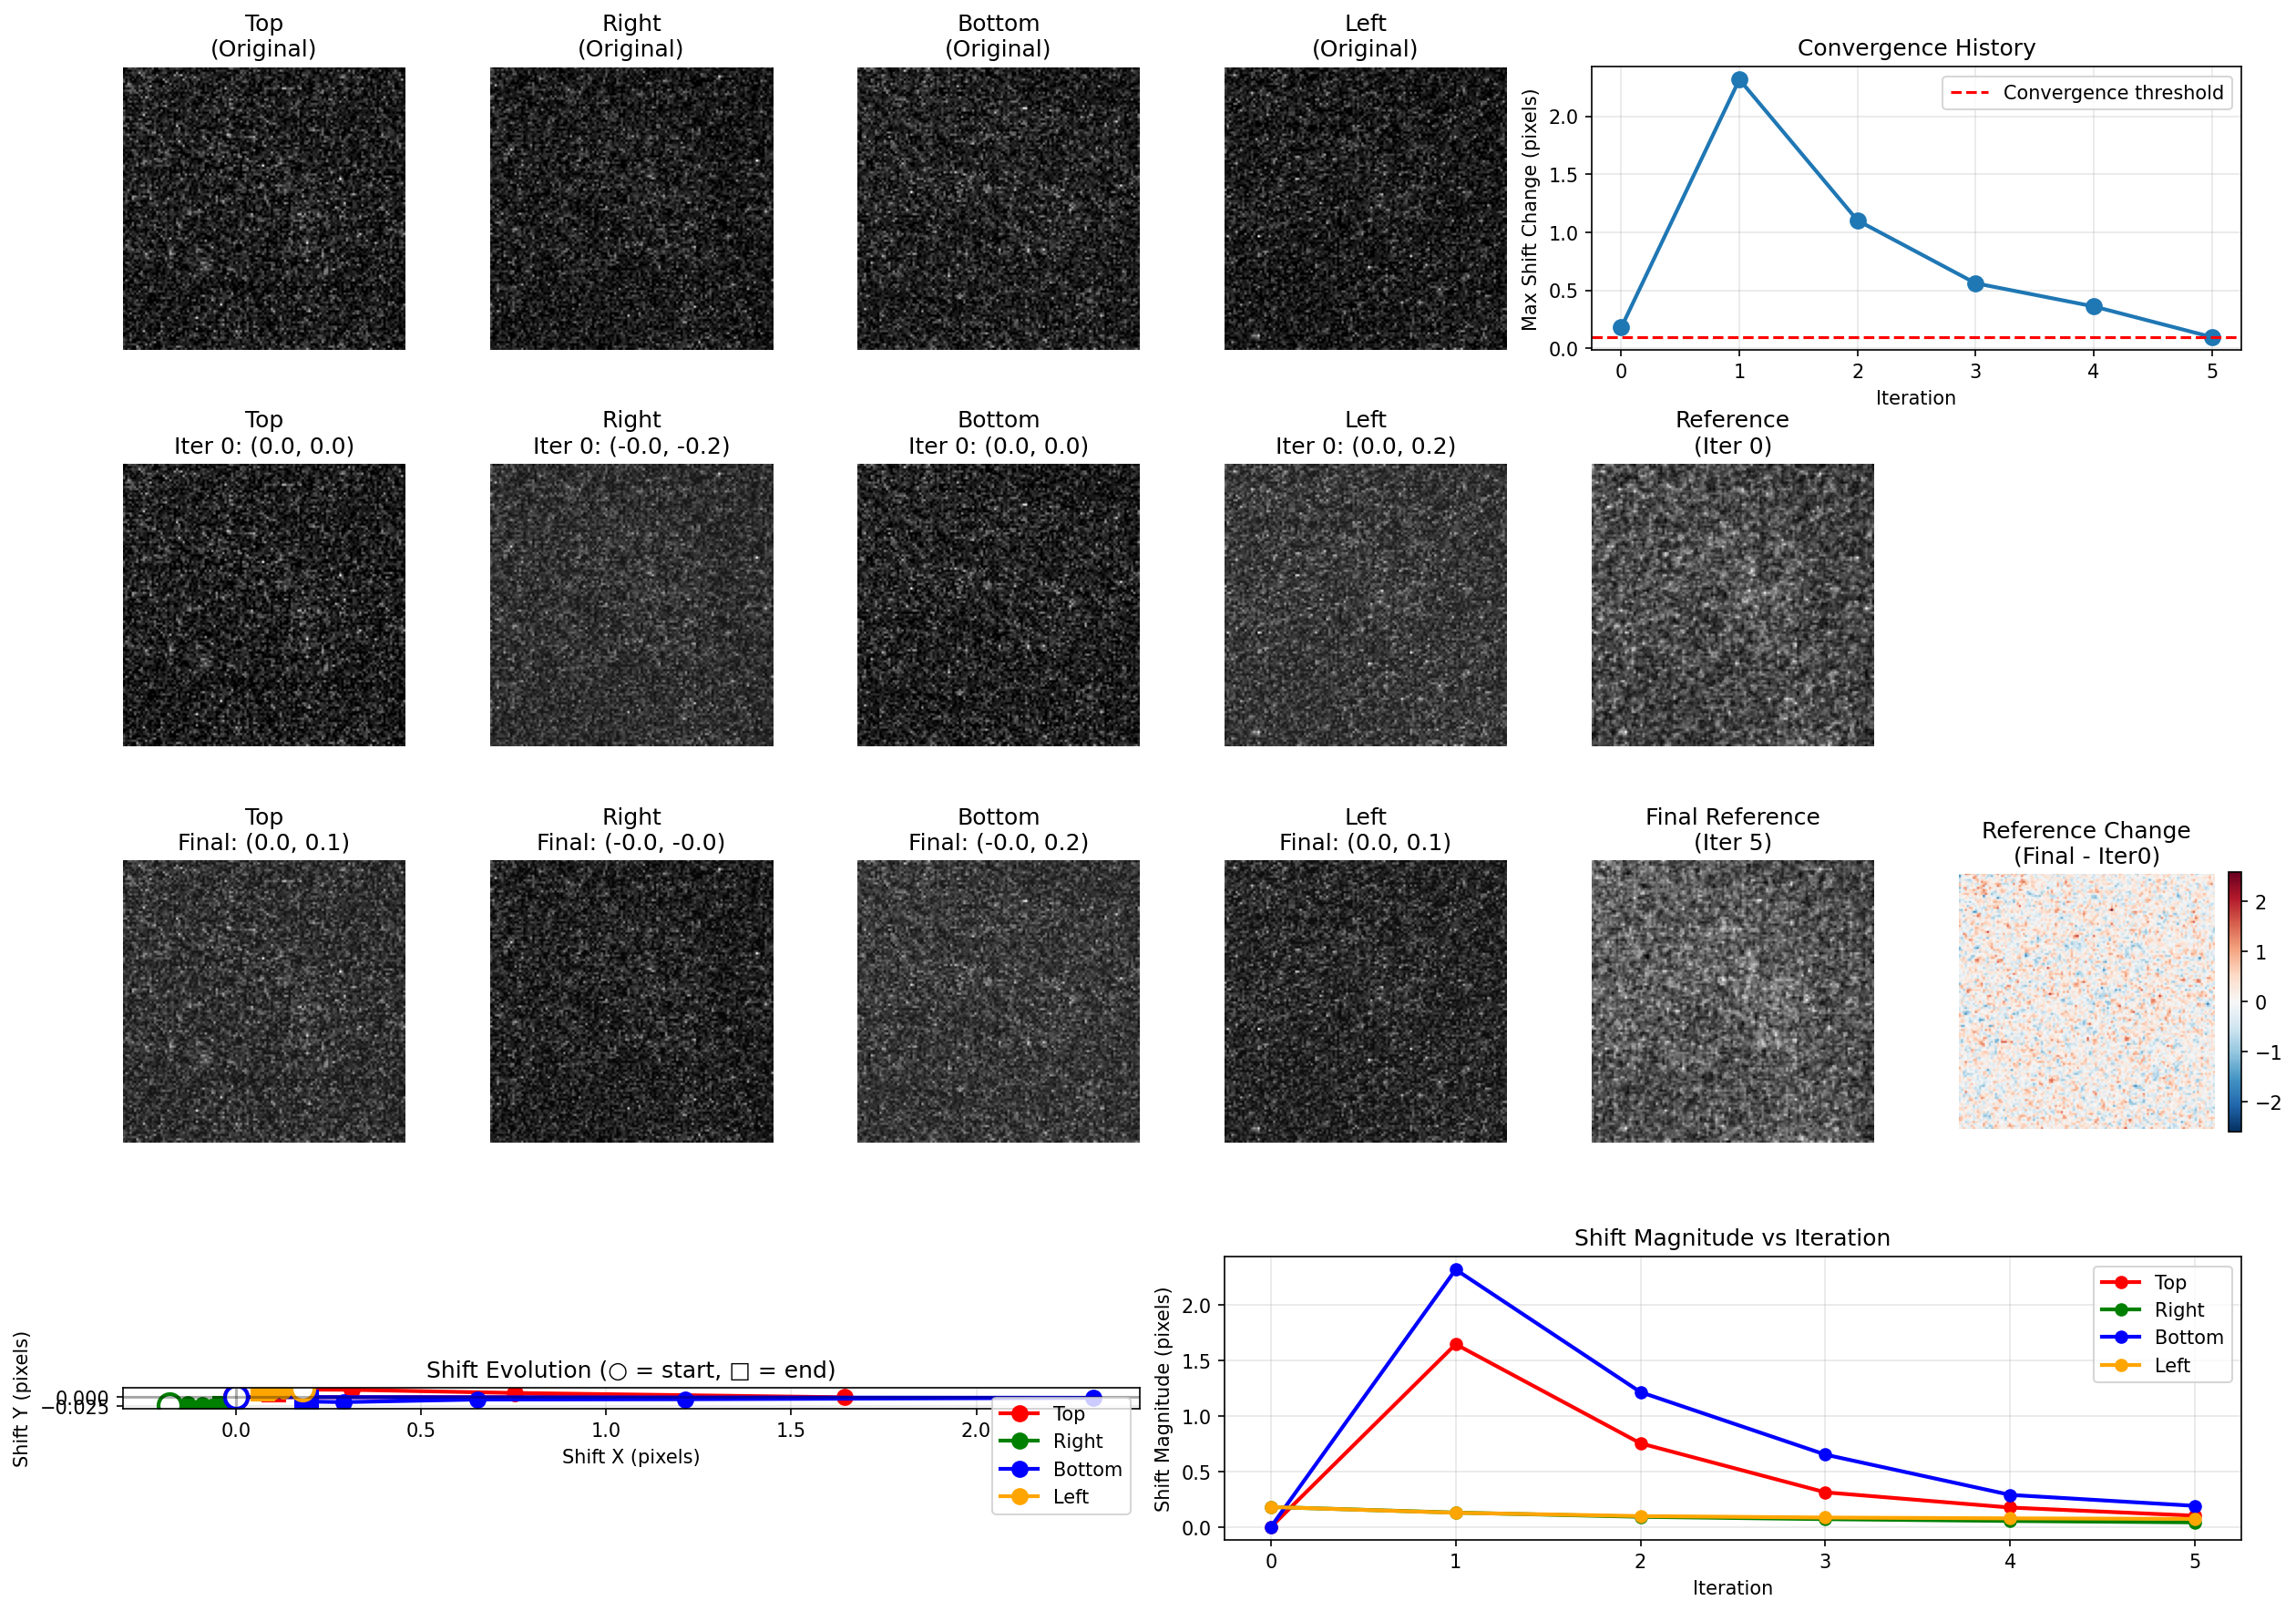 Top
(Original)
Right
(Original)
Bottom
(Original)
Left
(Original)
Convergence History
Max Shift Change (pixels)
2.0
1.5
1.0
0.5
0.0
Convergence threshold
0 1 2 3 4 5
Iteration
Top
Iter 0: (0.0, 0.0)
Right
Iter 0: (-0.0, -0.2)
Bottom
Iter 0: (0.0, 0.0)
Left
Iter 0: (0.0, 0.2)
Reference
(Iter 0)
Top
Final: (0.0, 0.1)
Right
Final: (-0.0, -0.0)
Bottom
Final: (-0.0, 0.2)
Left
Final: (0.0, 0.1)
Final Reference
(Iter 5)
Reference Change
(Final - Iter0)
2
1
0
−1
−2
Shift Evolution (○ = start, □ = end)
Shift Y (pixels)
0.000
−0.025
0.0 0.5 1.0 1.5 2.0
Shift X (pixels)
Top
Right
Bottom
Left
Shift Magnitude vs Iteration
Shift Magnitude (pixels)
2.0
1.5
1.0
0.5
0.0
Top
Right
Bottom
Left
0 1 2 3 4 5
Iteration